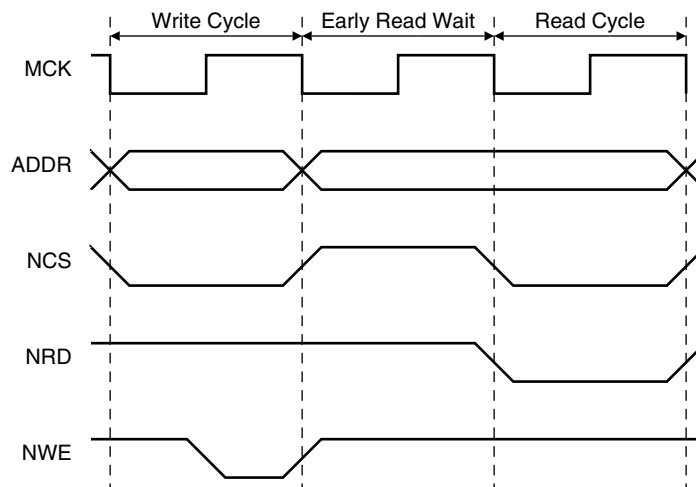 Write Cycle Early Read Wait Read Cycle
MCK
ADDR
NCS
NRD
NWE